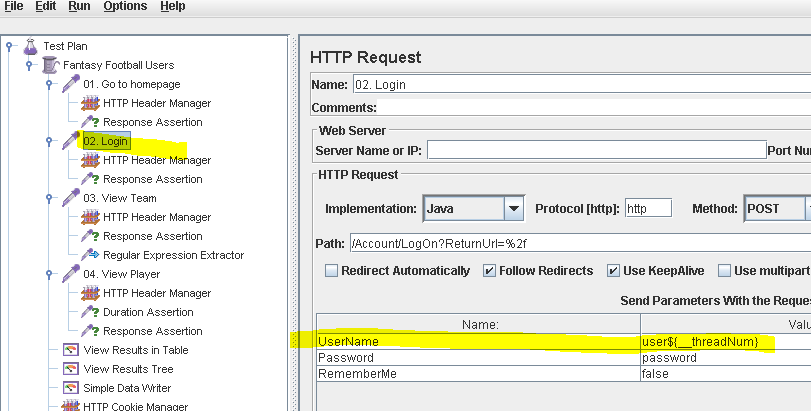 File Edit Run Options Help
Test Plan
Fantasy Football Users
01. Go to homepage
HTTP Header Manager
Response Assertion
02. Login
HTTP Header Manager
Response Assertion
03. View Team
HTTP Header Manager
Response Assertion
Regular Expression Extractor
04. View Player
HTTP Header Manager
Duration Assertion
Response Assertion
View Results in Table
View Results Tree
Simple Data Writer
HTTP Cookie Manager
HTTP Request
Name: 02. Login
Comments:
Web Server
Server Name or IP: Port Nu
HTTP Request
Implementation: Java Protocol [http]: http Method: POST
Path: /Account/LogOn?ReturnUrl=%2f
Redirect Automatically Follow Redirects Use KeepAlive Use multipart
Send Parameters With the Reque
Name: Valu
UserName user${__threadNum}
Password password
RememberMe false